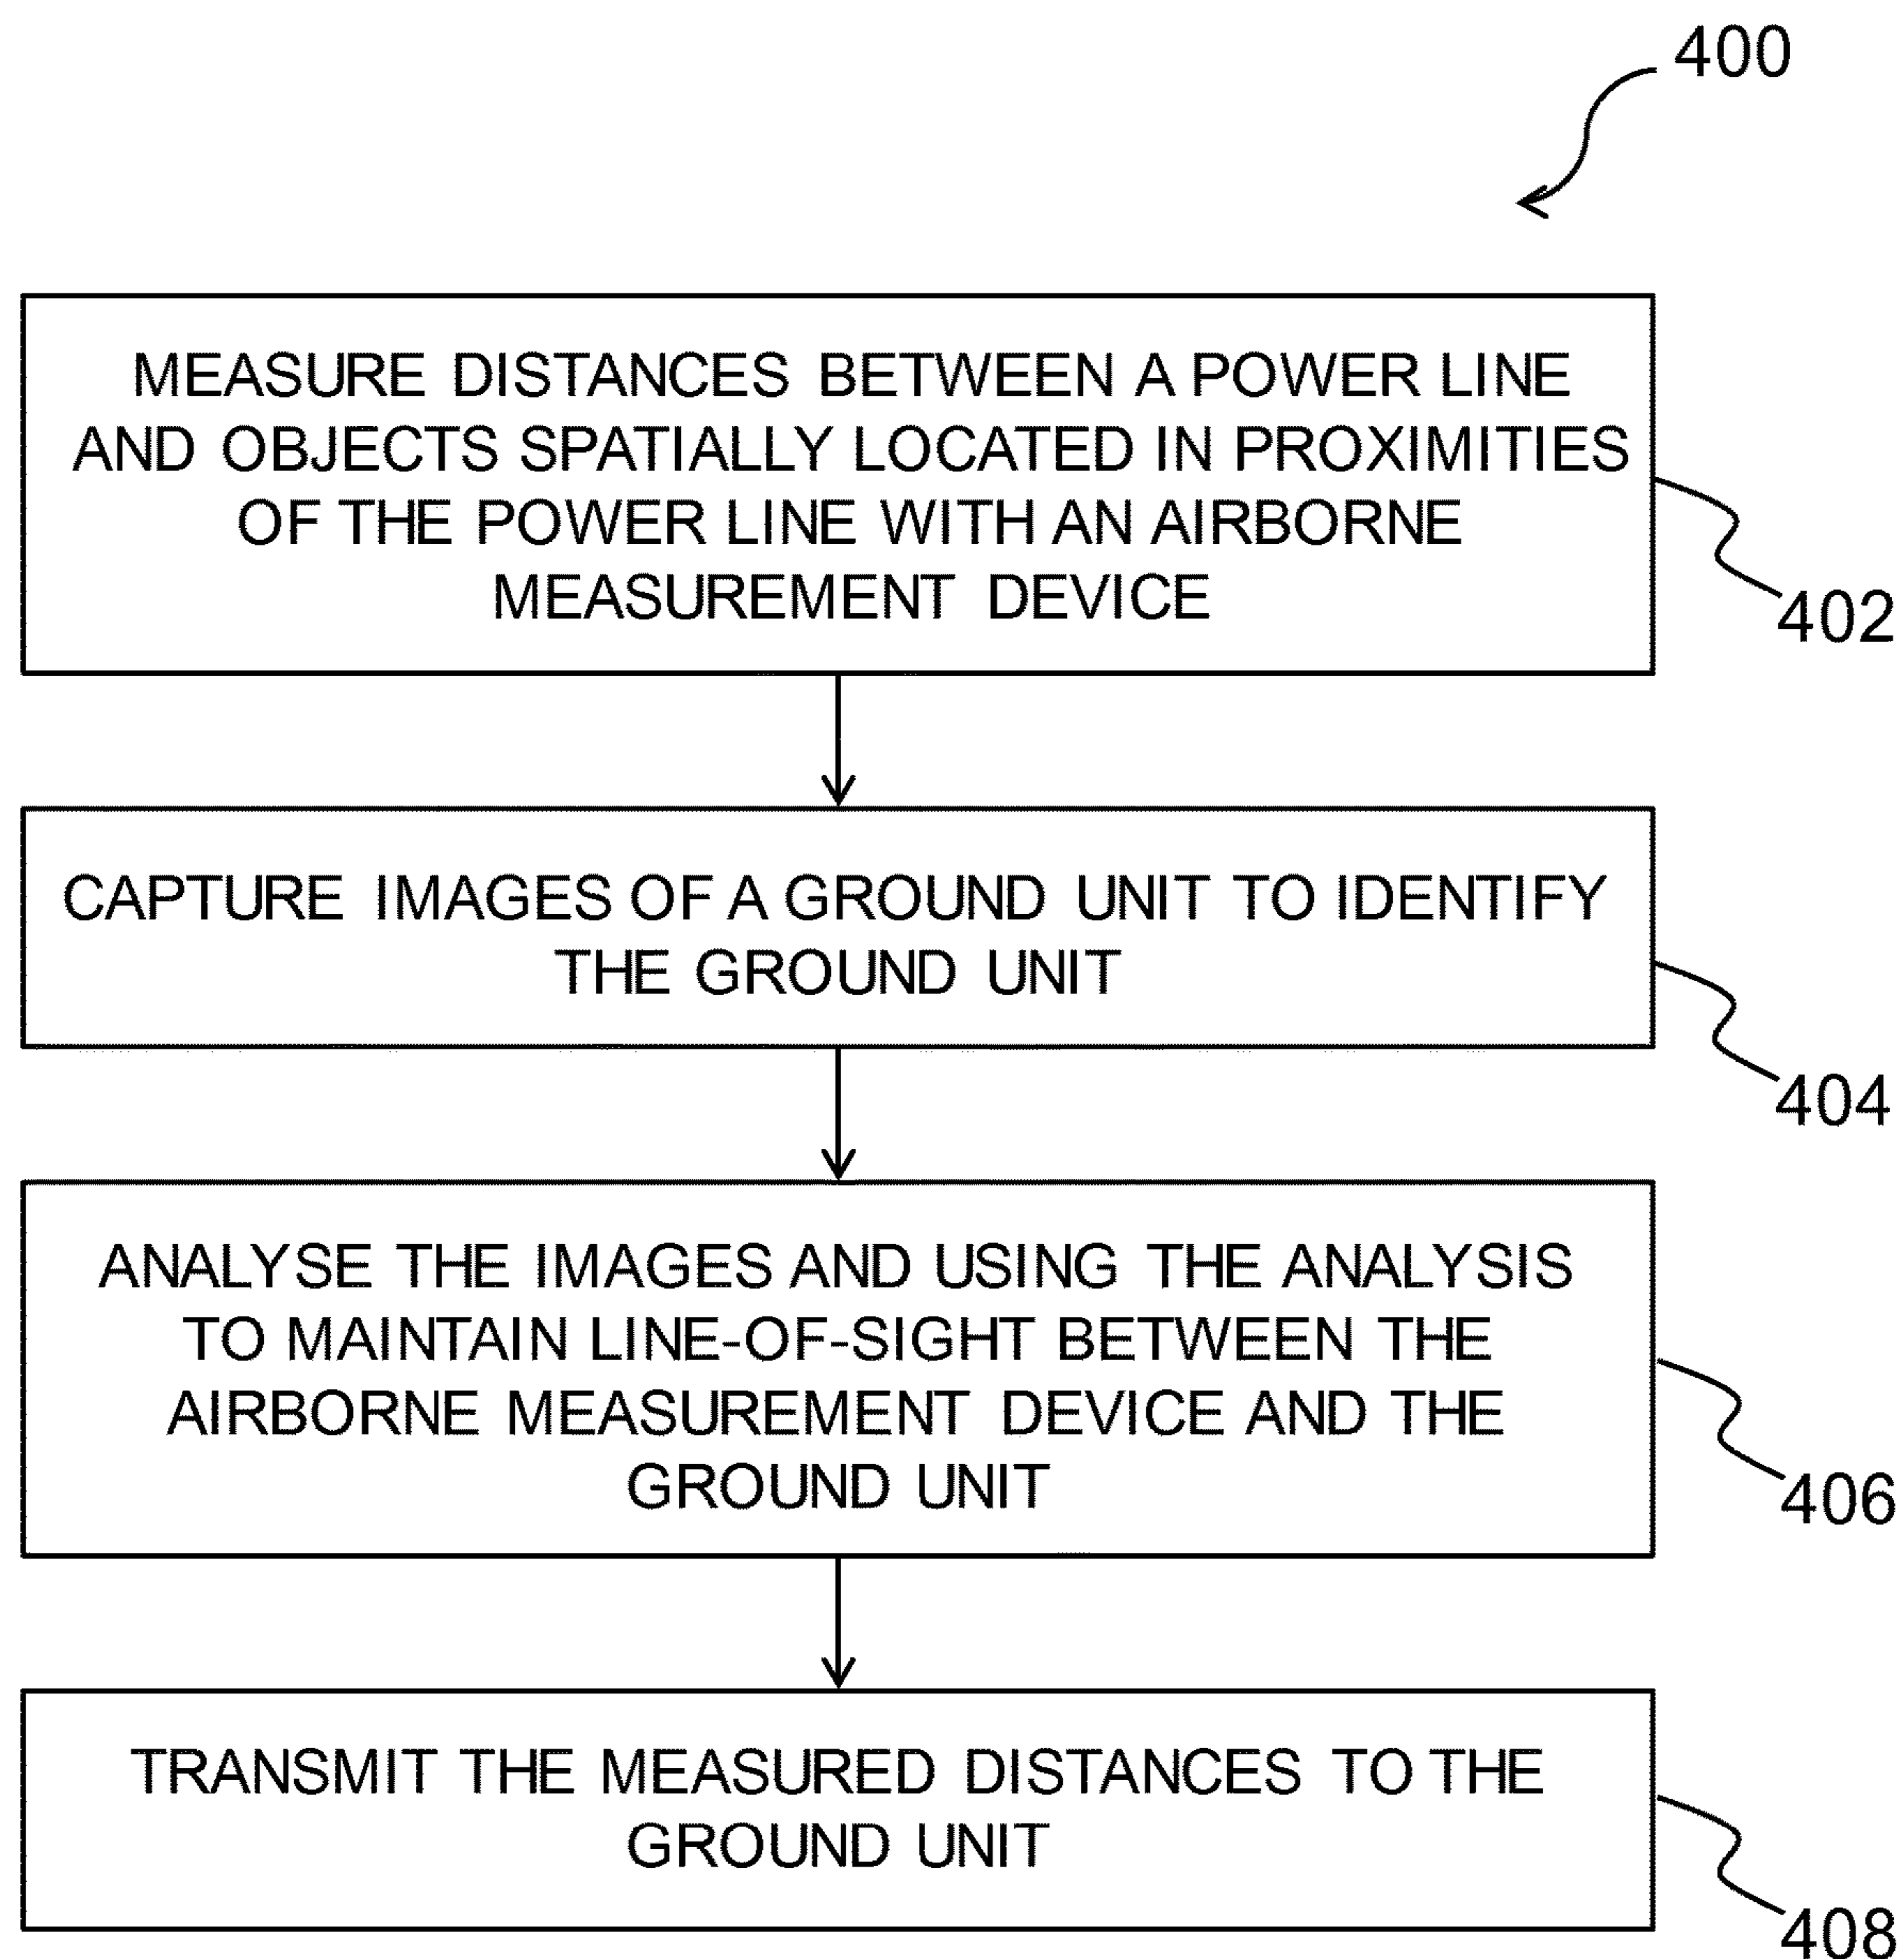 400
MEASURE DISTANCES BETWEEN A POWER LINE
AND OBJECTS SPATIALLY LOCATED IN PROXIMITIES
OF THE POWER LINE WITH AN AIRBORNE
MEASUREMENT DEVICE
402
CAPTURE IMAGES OF A GROUND UNIT TO IDENTIFY
THE GROUND UNIT
404
ANALYSE THE IMAGES AND USING THE ANALYSIS
TO MAINTAIN LINE-OF-SIGHT BETWEEN THE
AIRBORNE MEASUREMENT DEVICE AND THE
GROUND UNIT
406
TRANSMIT THE MEASURED DISTANCES TO THE
GROUND UNIT
408